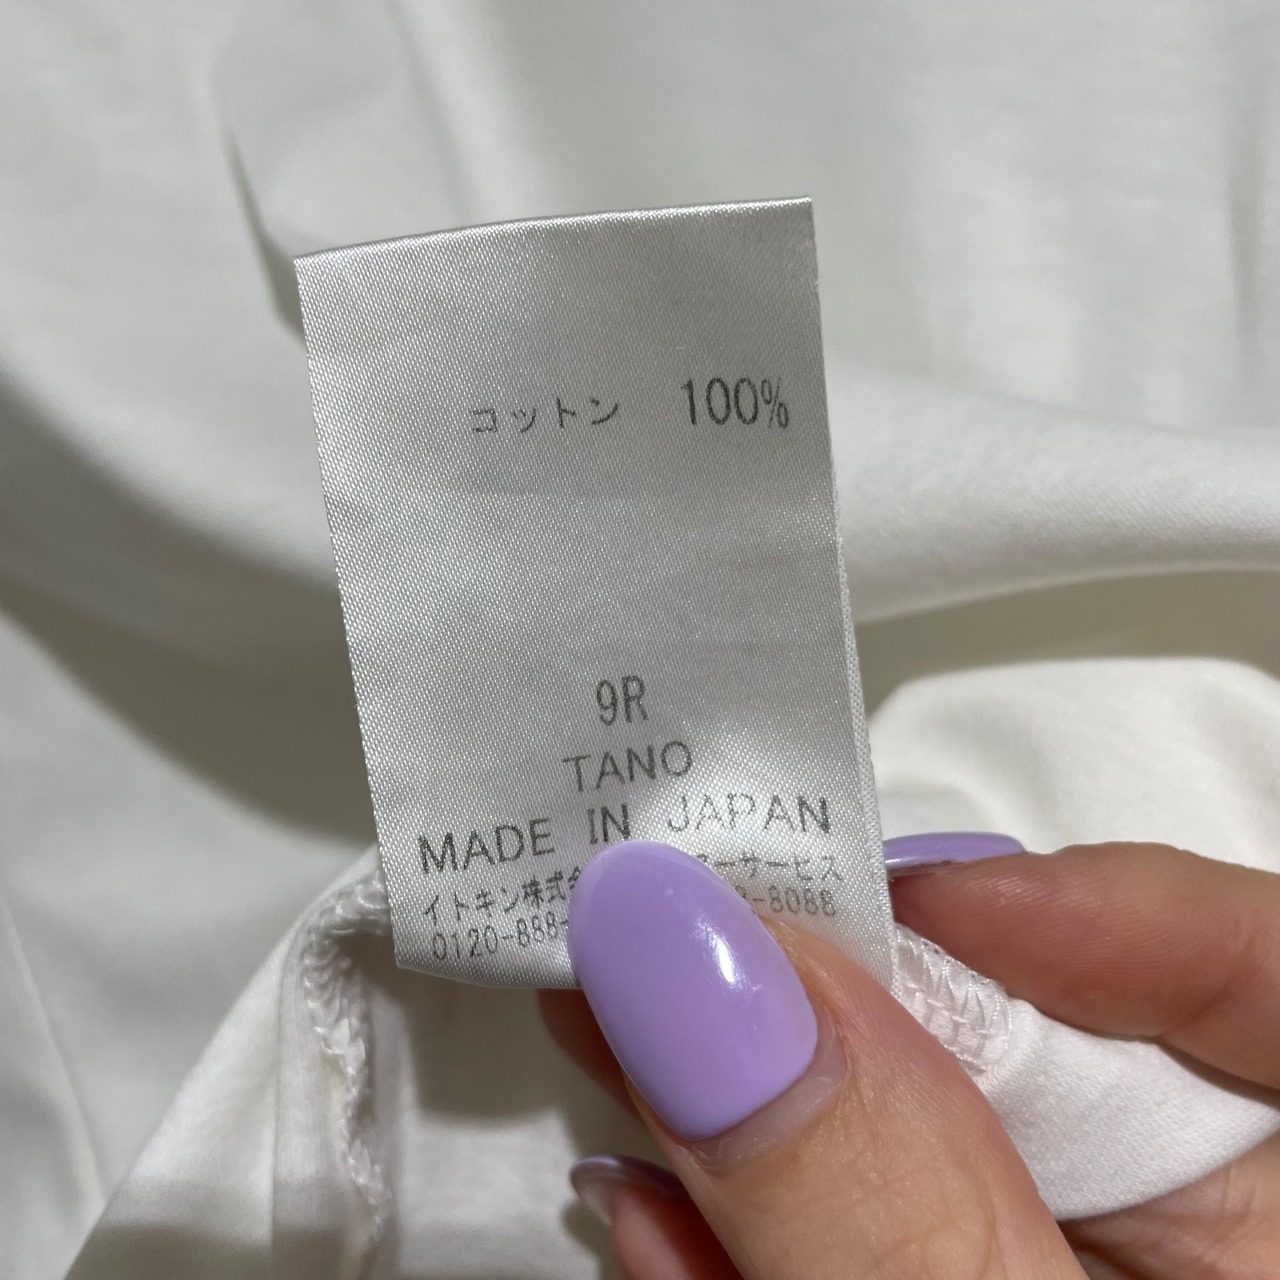 コットン 100%
9R
TANO
MADE IN JAPAN
イトキン株式 マーサービス
0120-888- -8088